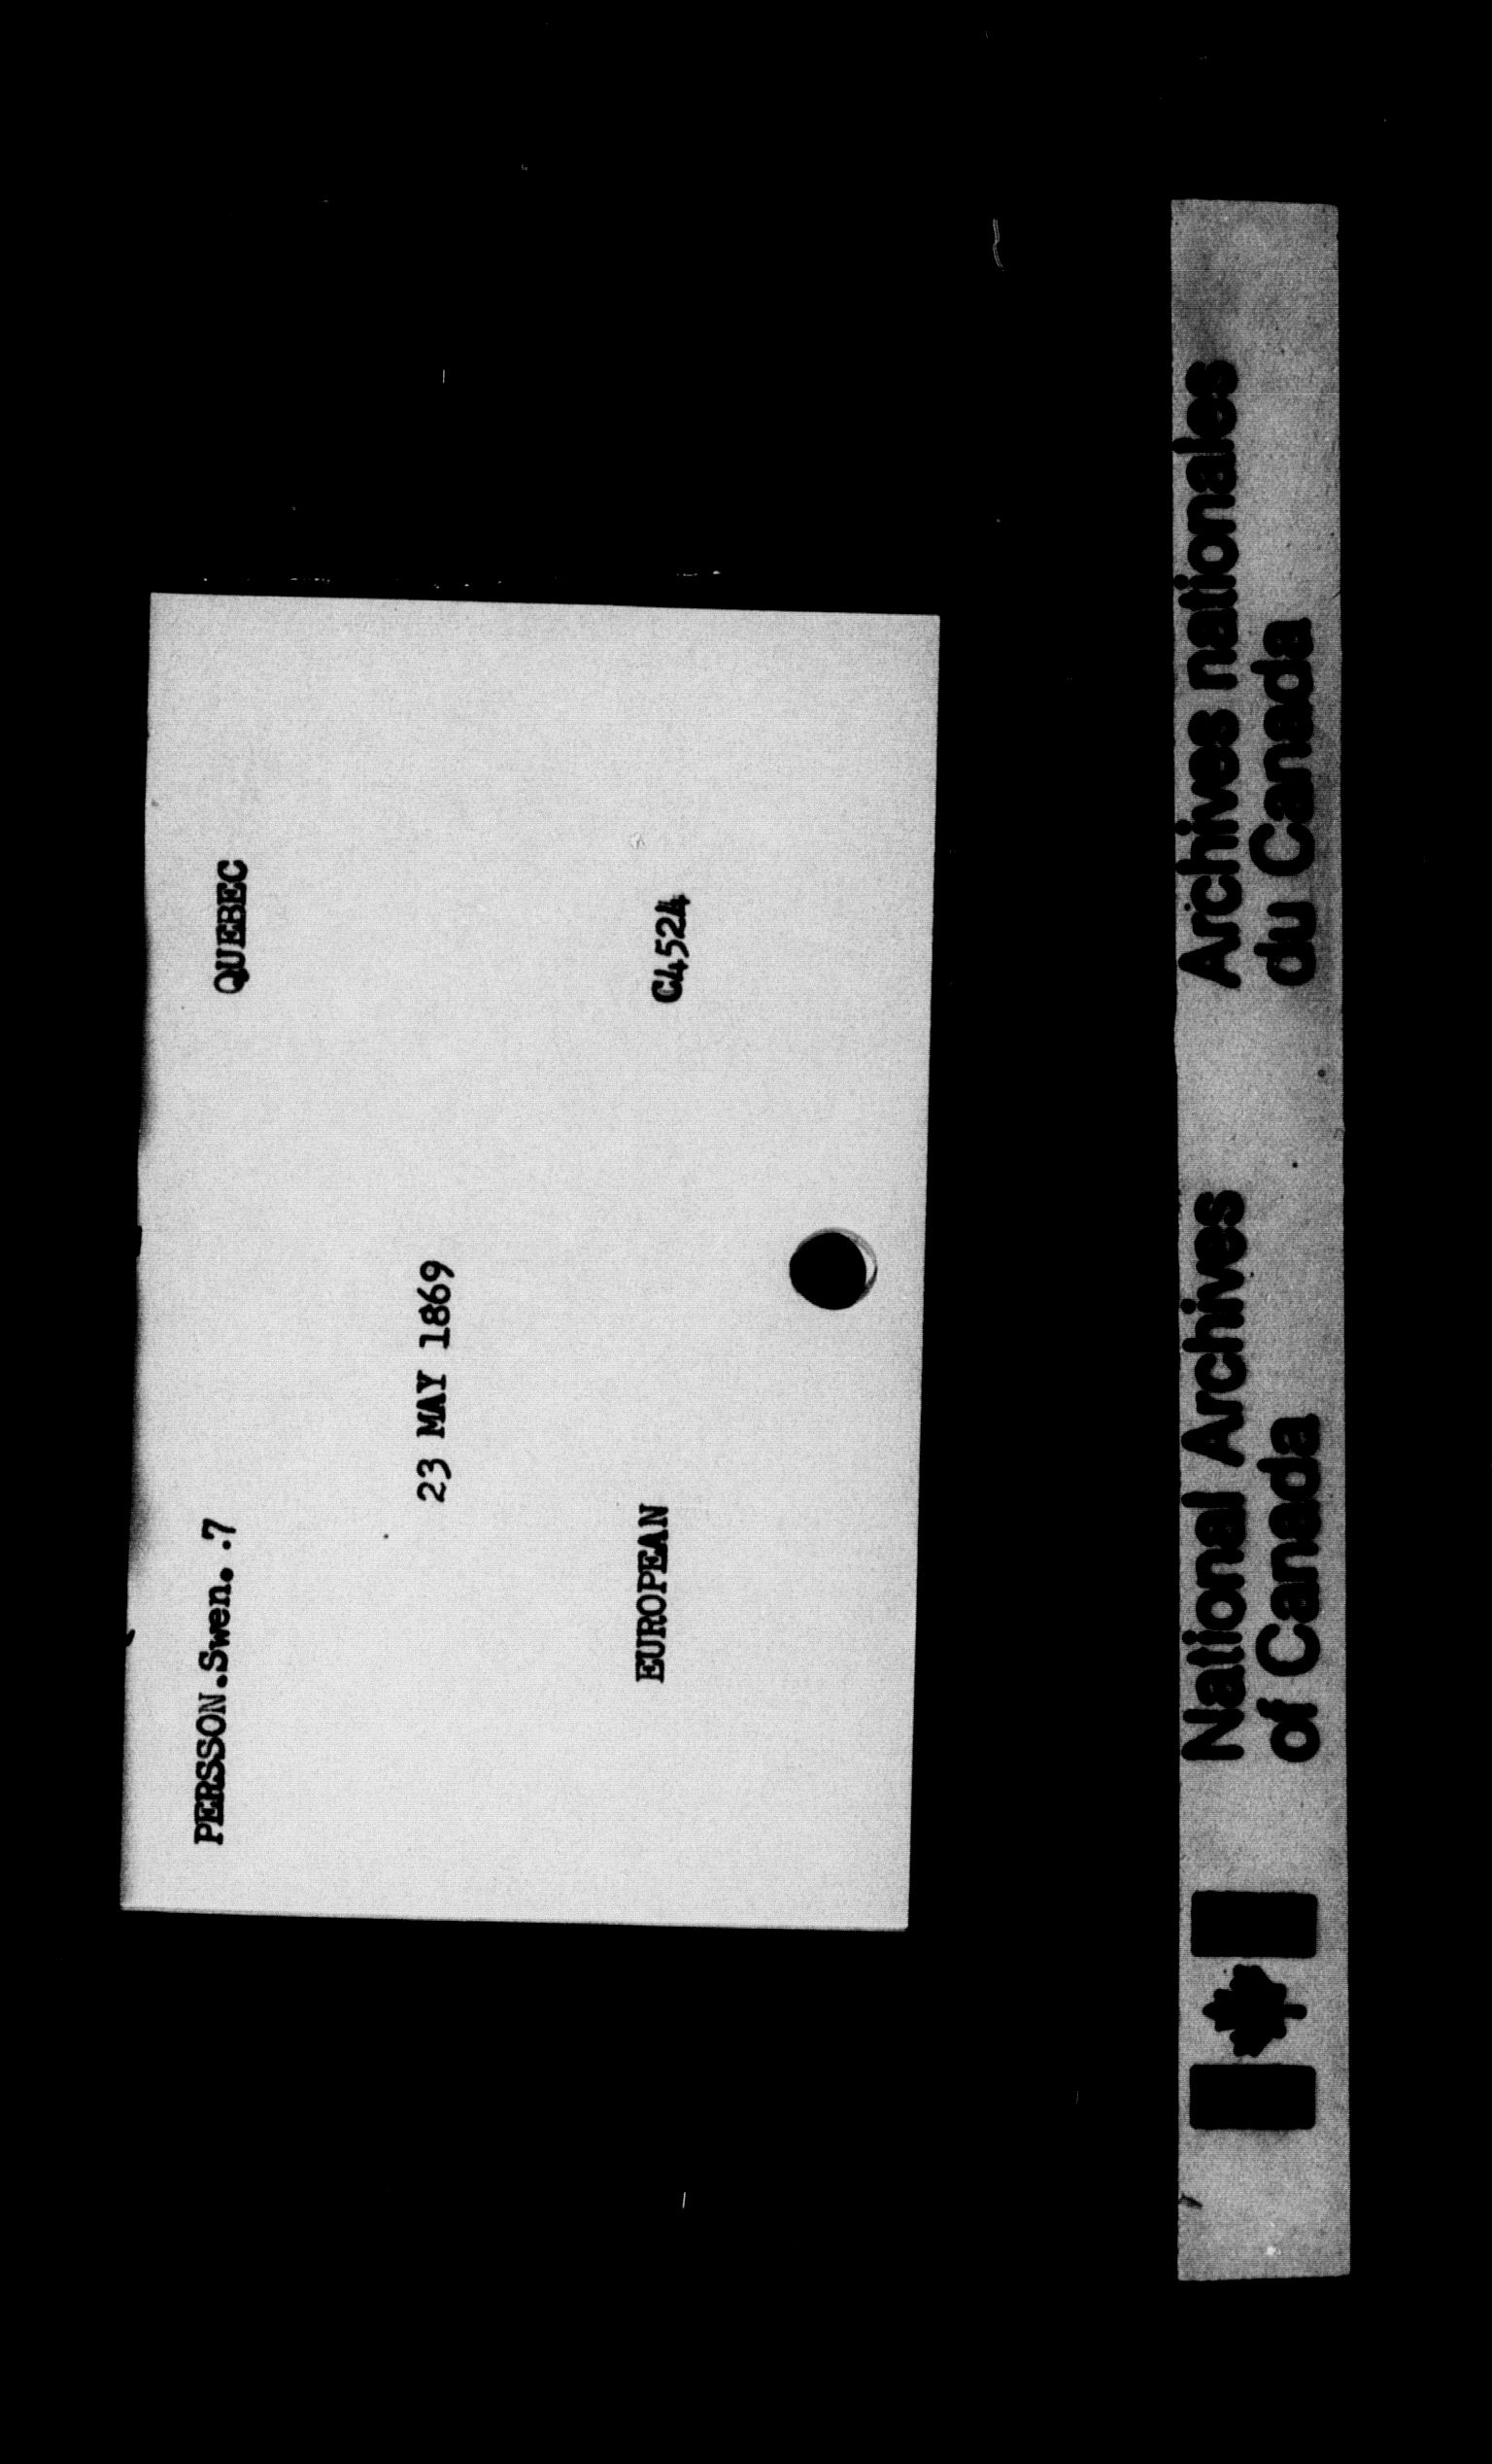 PERSSON.Swen. .7 QUEBEC
23 MAY 1869
EUROPEAN C4524
National Archives
of Canada
Archives nationales
du Canada